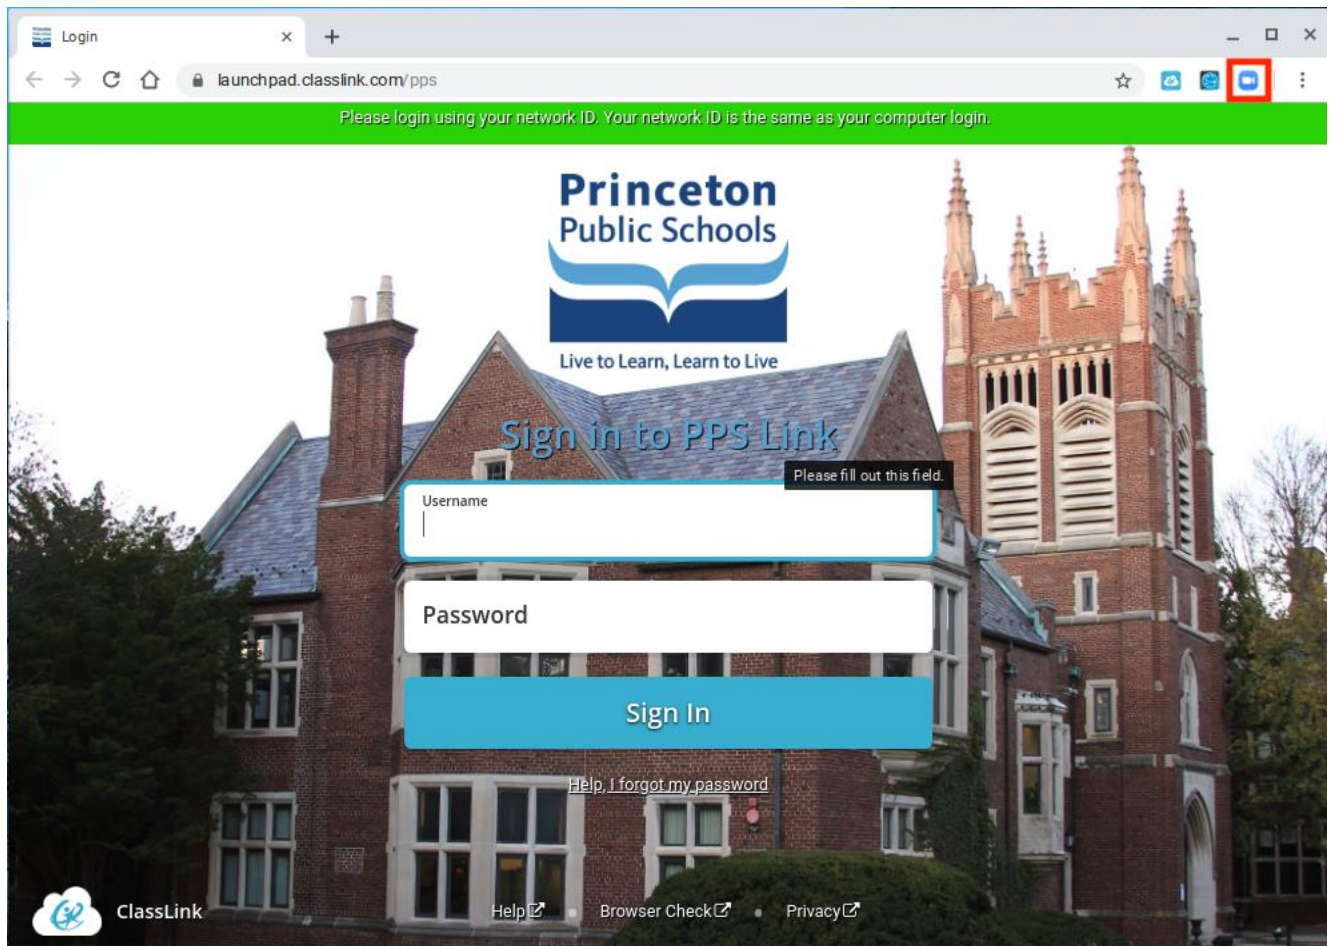 Login
launchpad.classlink.com/pps
Please login using your network ID. Your network ID is the same as your computer login.
Princeton
Public Schools
Live to Learn, Learn to Live
Sign in to PPS Link
Please fill out this field.
Username
Password
Sign In
Help, I forgot my password
ClassLink
Help
Browser Check
Privacy